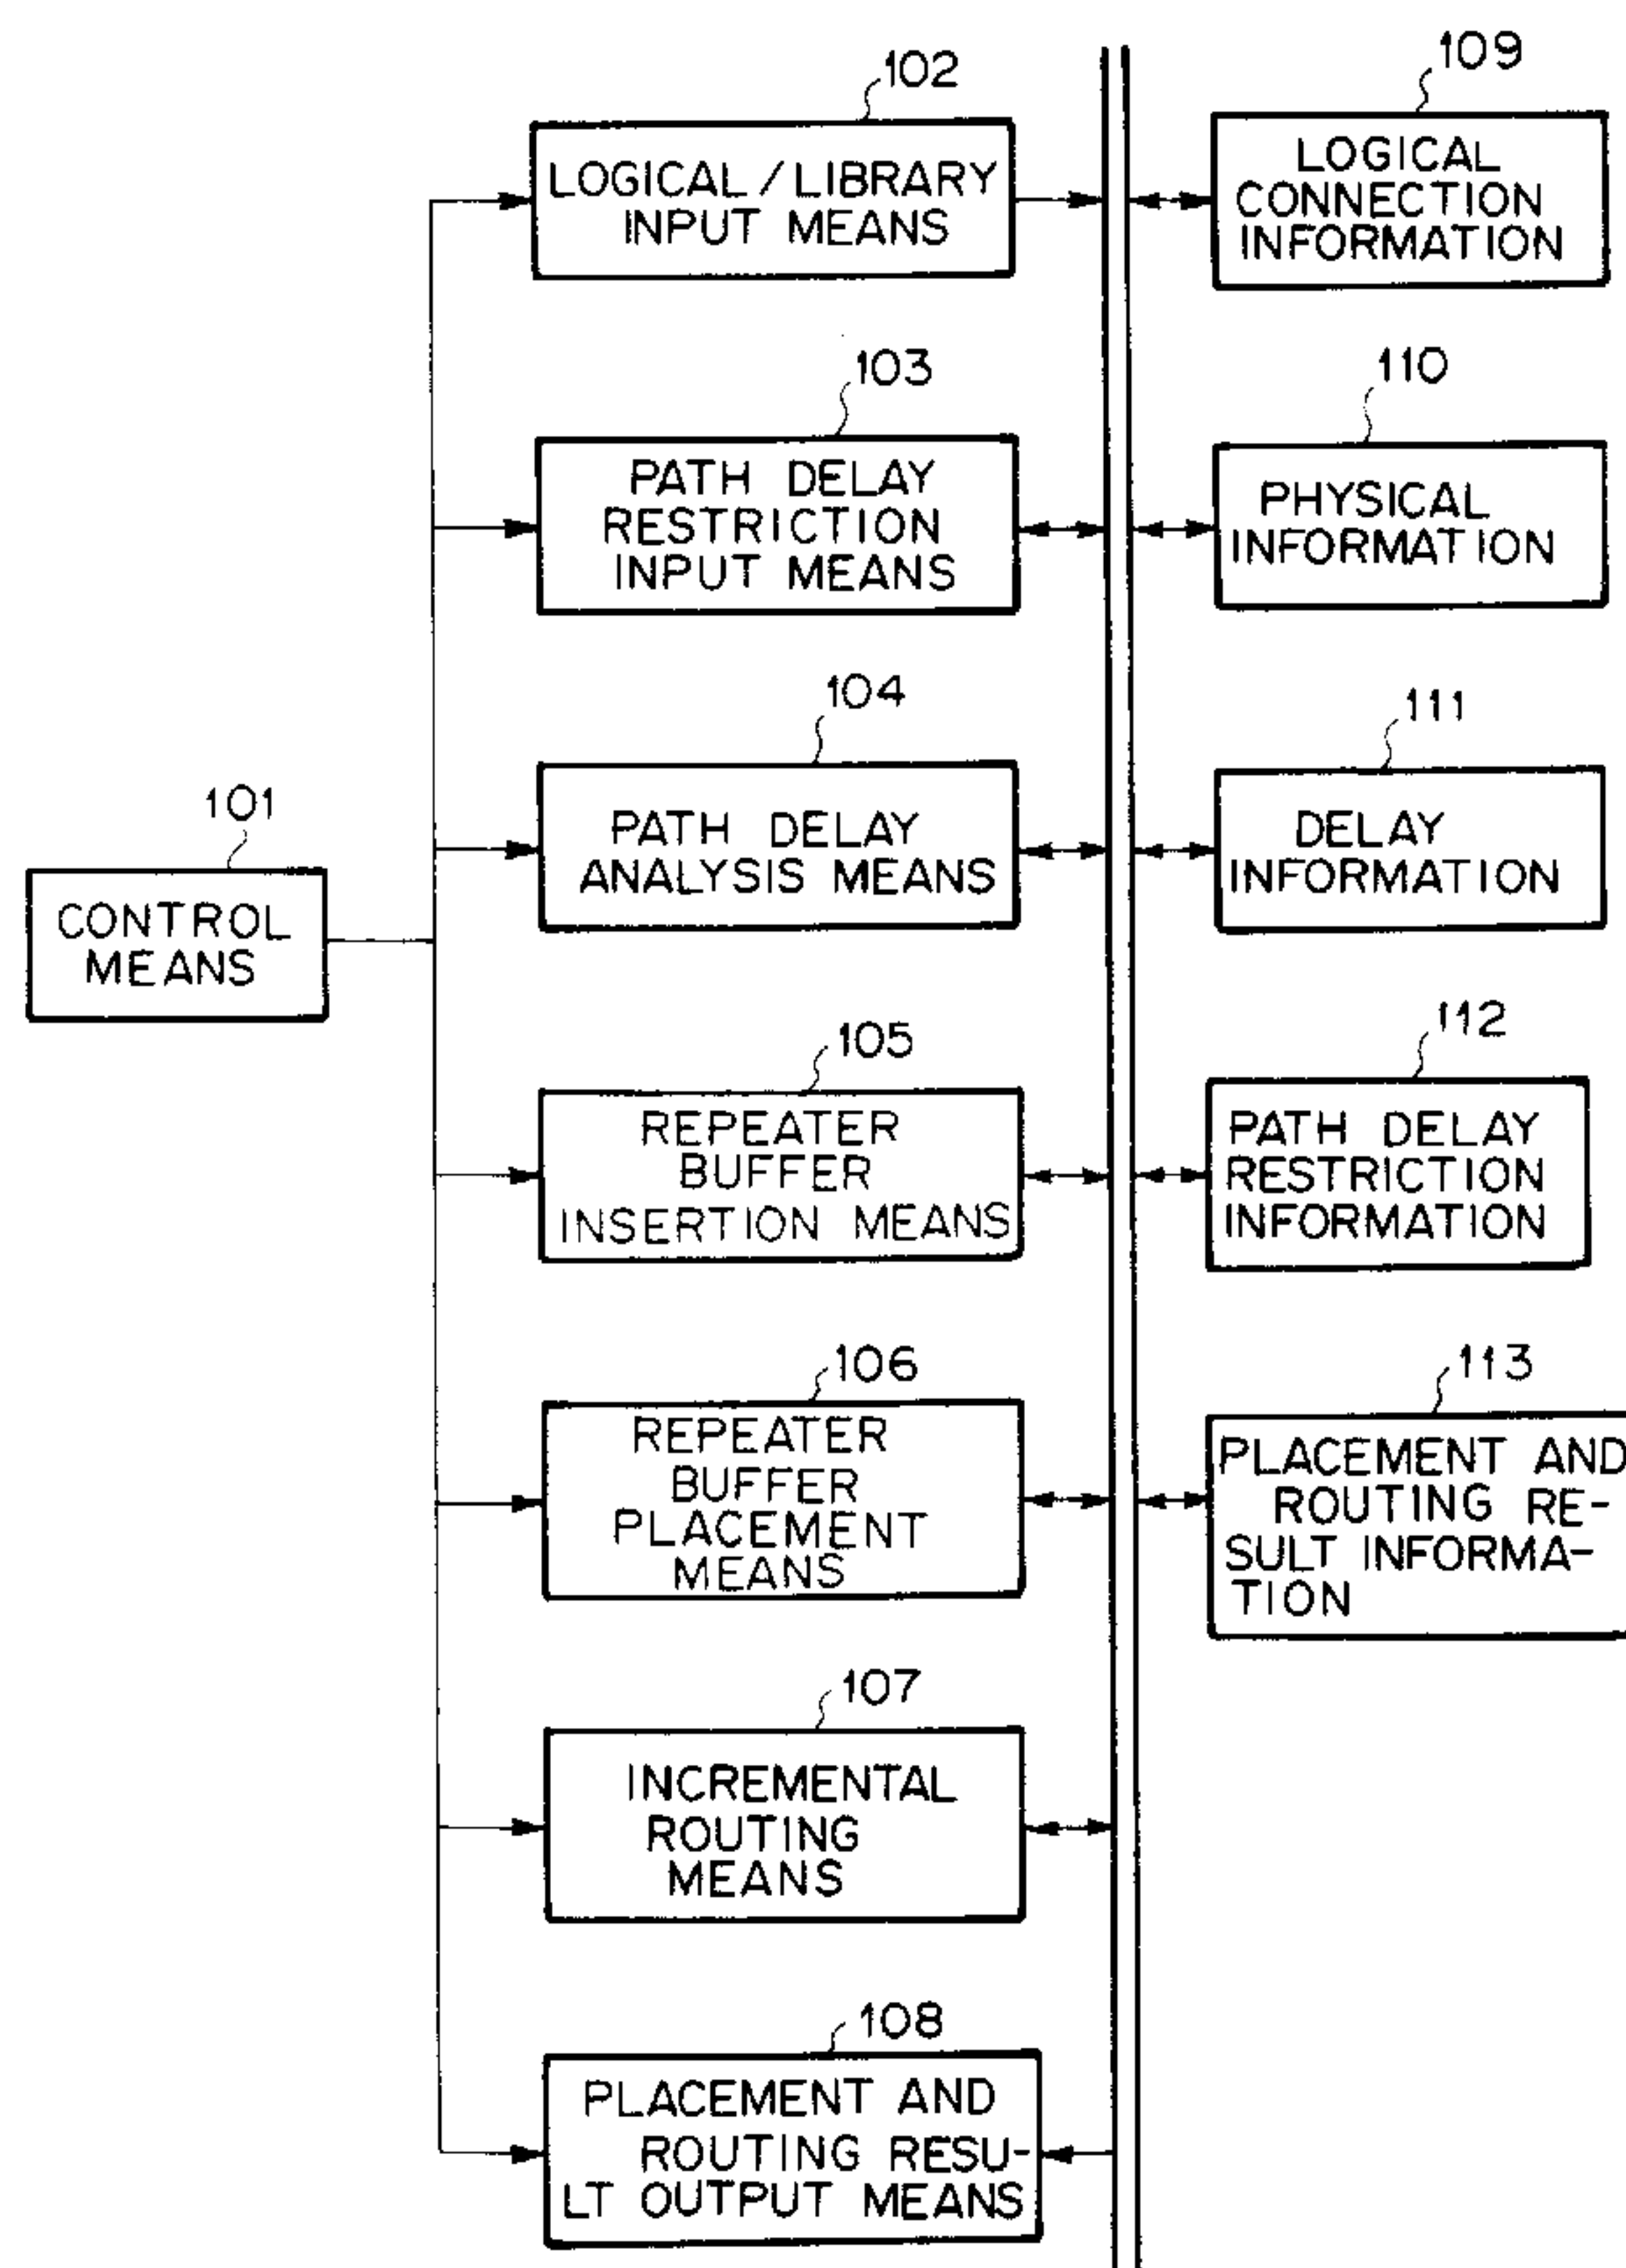 102
LOGICAL/LIBRARY
INPUT MEANS
109
LOGICAL
CONNECTION
INFORMATION
103
PATH DELAY
RESTRICTION
INPUT MEANS
110
PHYSICAL
INFORMATION
104
PATH DELAY
ANALYSIS MEANS
111
DELAY
INFORMATION
101
CONTROL
MEANS
105
REPEATER
BUFFER
INSERTION MEANS
112
PATH DELAY
RESTRICTION
INFORMATION
106
REPEATER
BUFFER
PLACEMENT
MEANS
113
PLACEMENT AND
ROUTING RE-
SULT INFORMA-
TION
107
INCREMENTAL
ROUTING
MEANS
108
PLACEMENT AND
ROUTING RESU-
LT OUTPUT MEANS